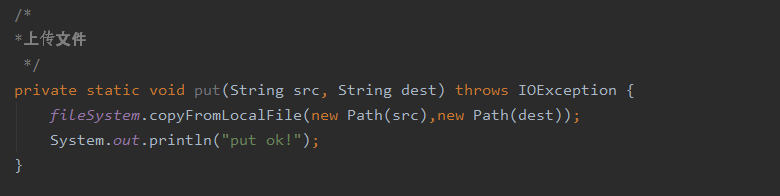 /*
*上传文件
*/
private static void put(String src, String dest) throws IOException {
fileSystem.copyFromLocalFile(new Path(src),new Path(dest));
System.out.println("put ok!");
}